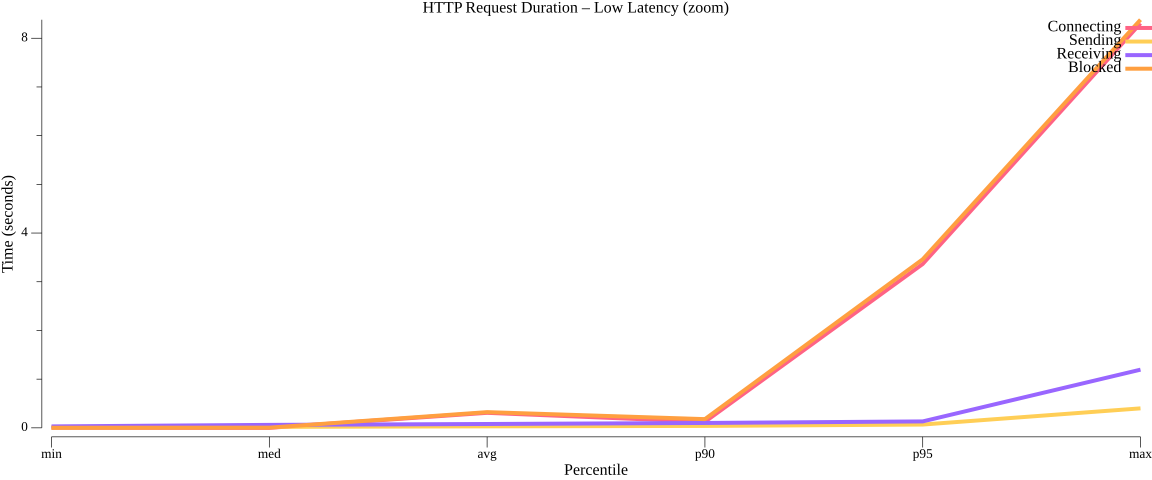 HTTP Request Duration – Low Latency (zoom)
Connecting
Sending
Receiving
Blocked
Time (seconds)
8
4
0
min med avg p90 p95 max
Percentile